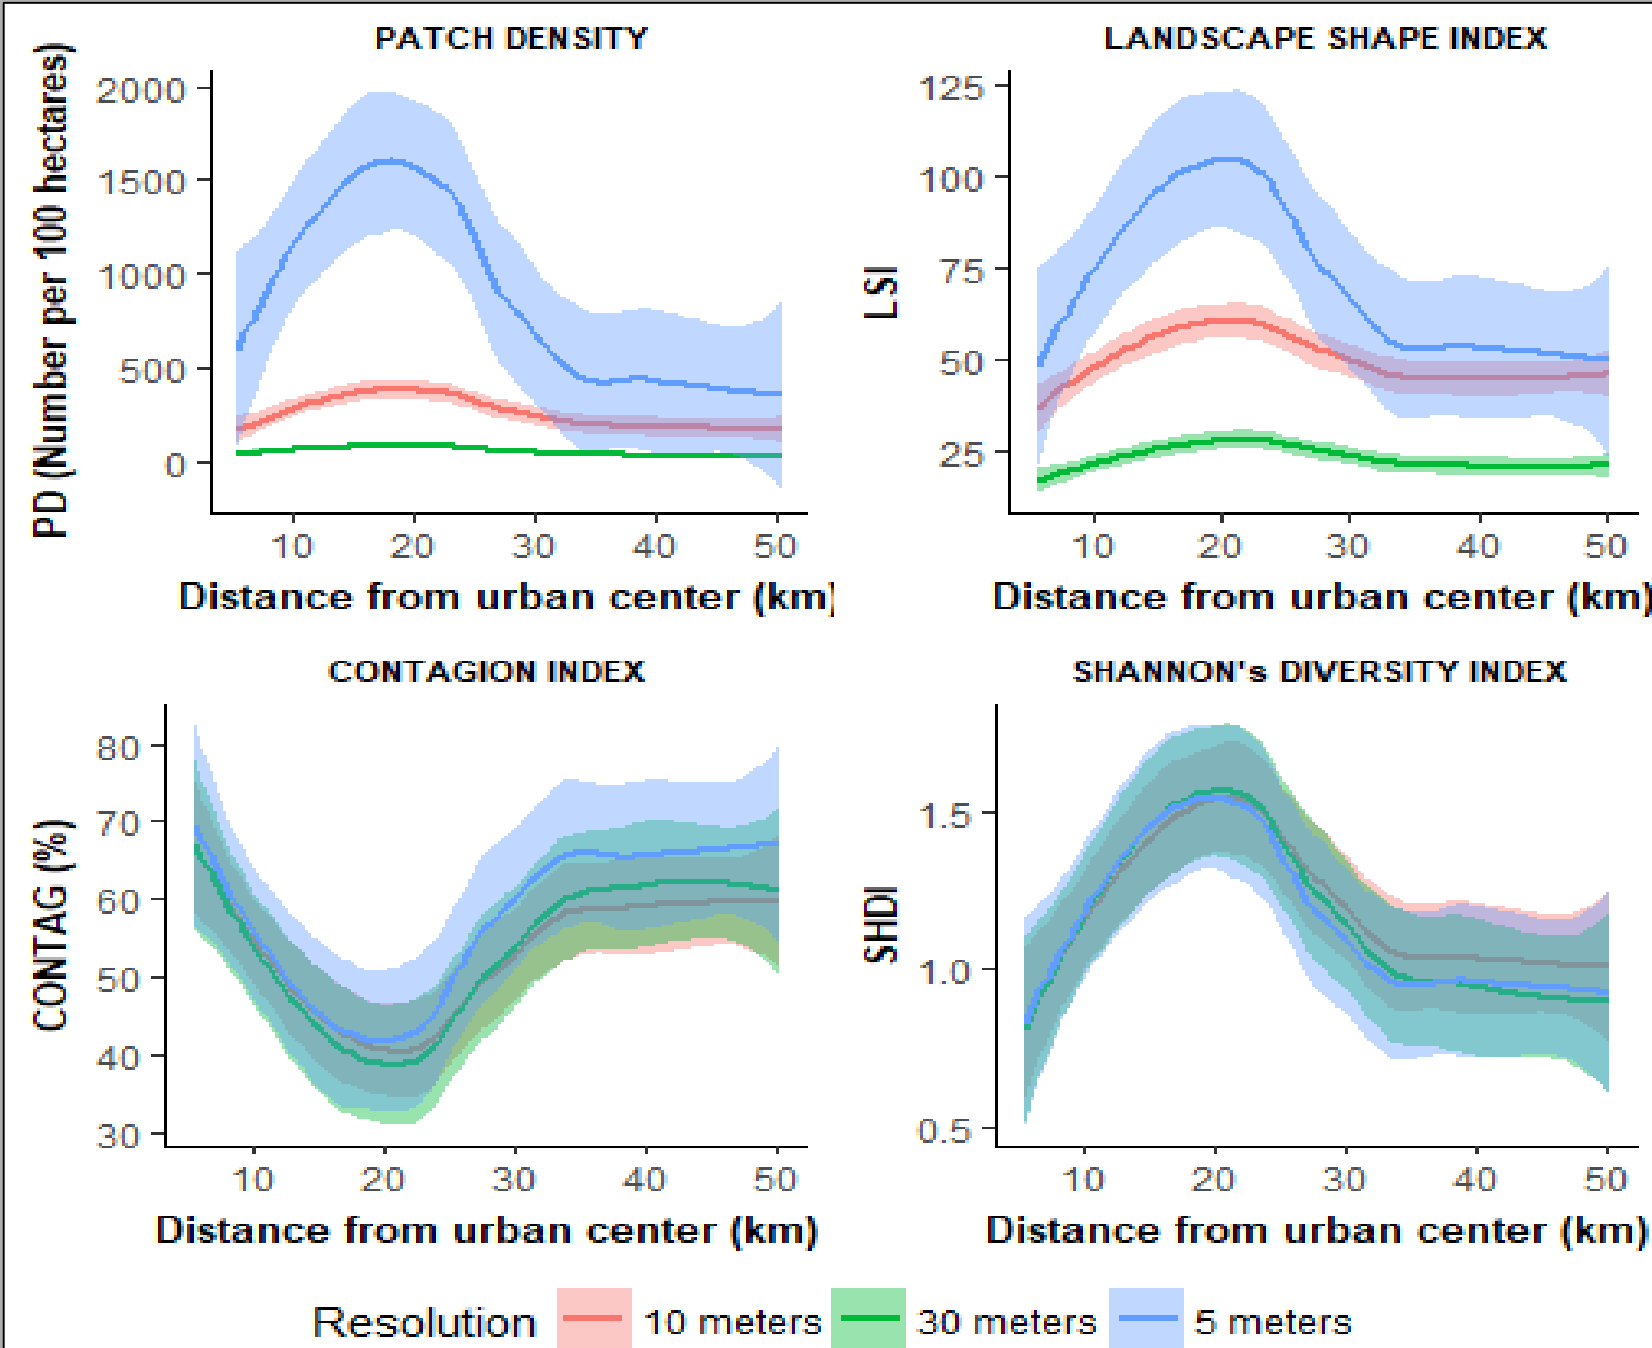 PATCH DENSITY
PD (Number per 100 hectares)
2000
1500
1000
500
0
10 20 30 40 50
Distance from urban center (km)
LANDSCAPE SHAPE INDEX
LSI
125
100
75
50
25
10 20 30 40 50
Distance from urban center (km)
CONTAGION INDEX
CONTAG (%)
80
70
60
50
40
30
10 20 30 40 50
Distance from urban center (km)
SHANNON's DIVERSITY INDEX
SHDI
1.5
1.0
0.5
10 20 30 40 50
Distance from urban center (km)
Resolution 10 meters 30 meters 5 meters